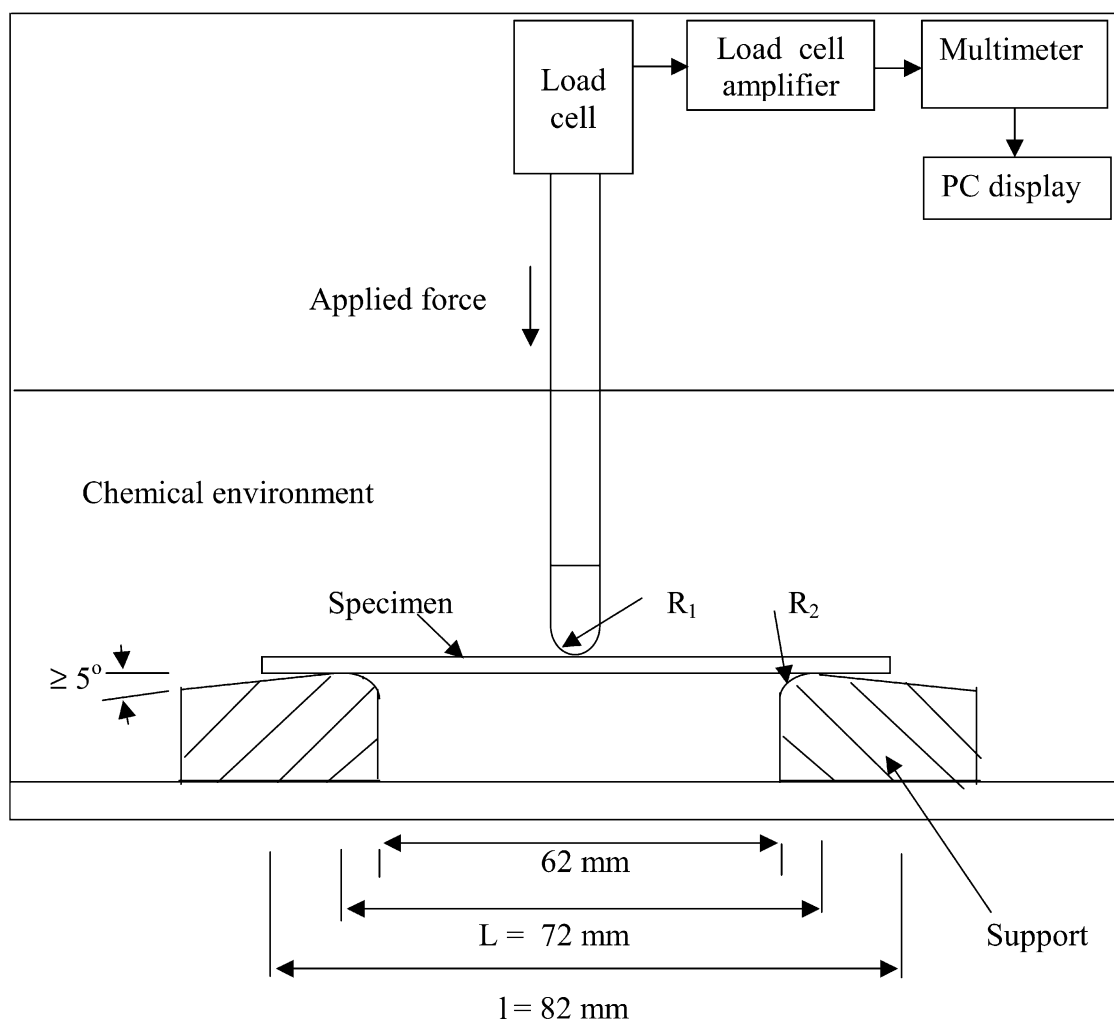 Load
cell
Load cell
amplifier
Multimeter
PC display
Applied force
Chemical environment
Specimen
R₁
R₂
≥ 5º
62 mm
L = 72 mm
Support
l = 82 mm